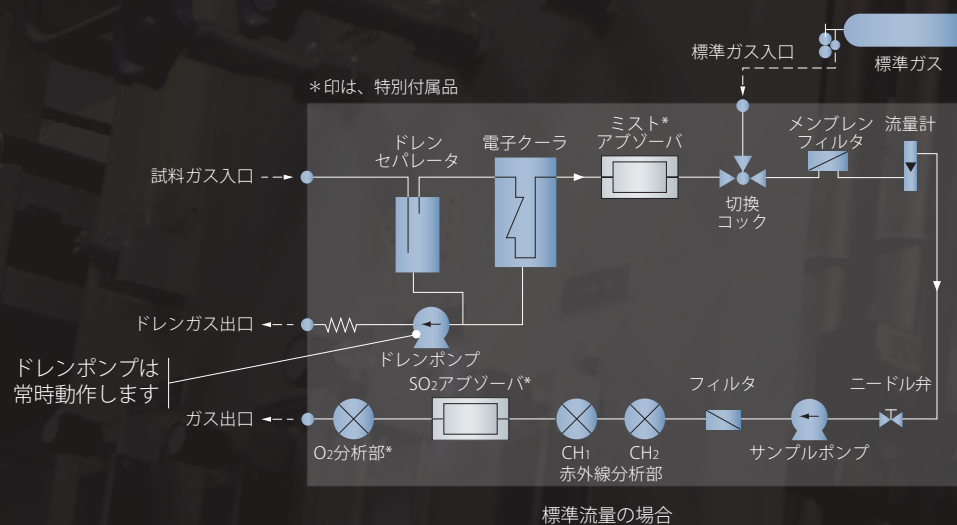 標準ガス入口
標準ガス
＊印は、特別付属品
ドレン
セパレータ
電子クーラ
ミスト*
アブゾーバ
メンブレン
フィルタ
流量計
試料ガス入口
切換
コック
ドレンガス出口
ドレンポンプ
ドレンポンプは
常時動作します
SO2アブゾーバ*
フィルタ
ニードル弁
ガス出口
O2分析部*
CH1
CH2
赤外線分析部
サンプルポンプ
標準流量の場合